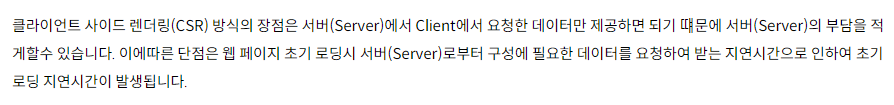 클라이언트 사이드 렌더링(CSR) 방식의 장점은 서버(Server)에서 Client에서 요청한 데이터만 제공하면 되기 떄문에 서버(Server)의 부담을 적
게할수 있습니다. 이에따른 단점은 웹 페이지 초기 로딩시 서버(Server)로부터 구성에 필요한 데이터를 요청하여 받는 지연시간으로 인하여 초기
로딩 지연시간이 발생됩니다.